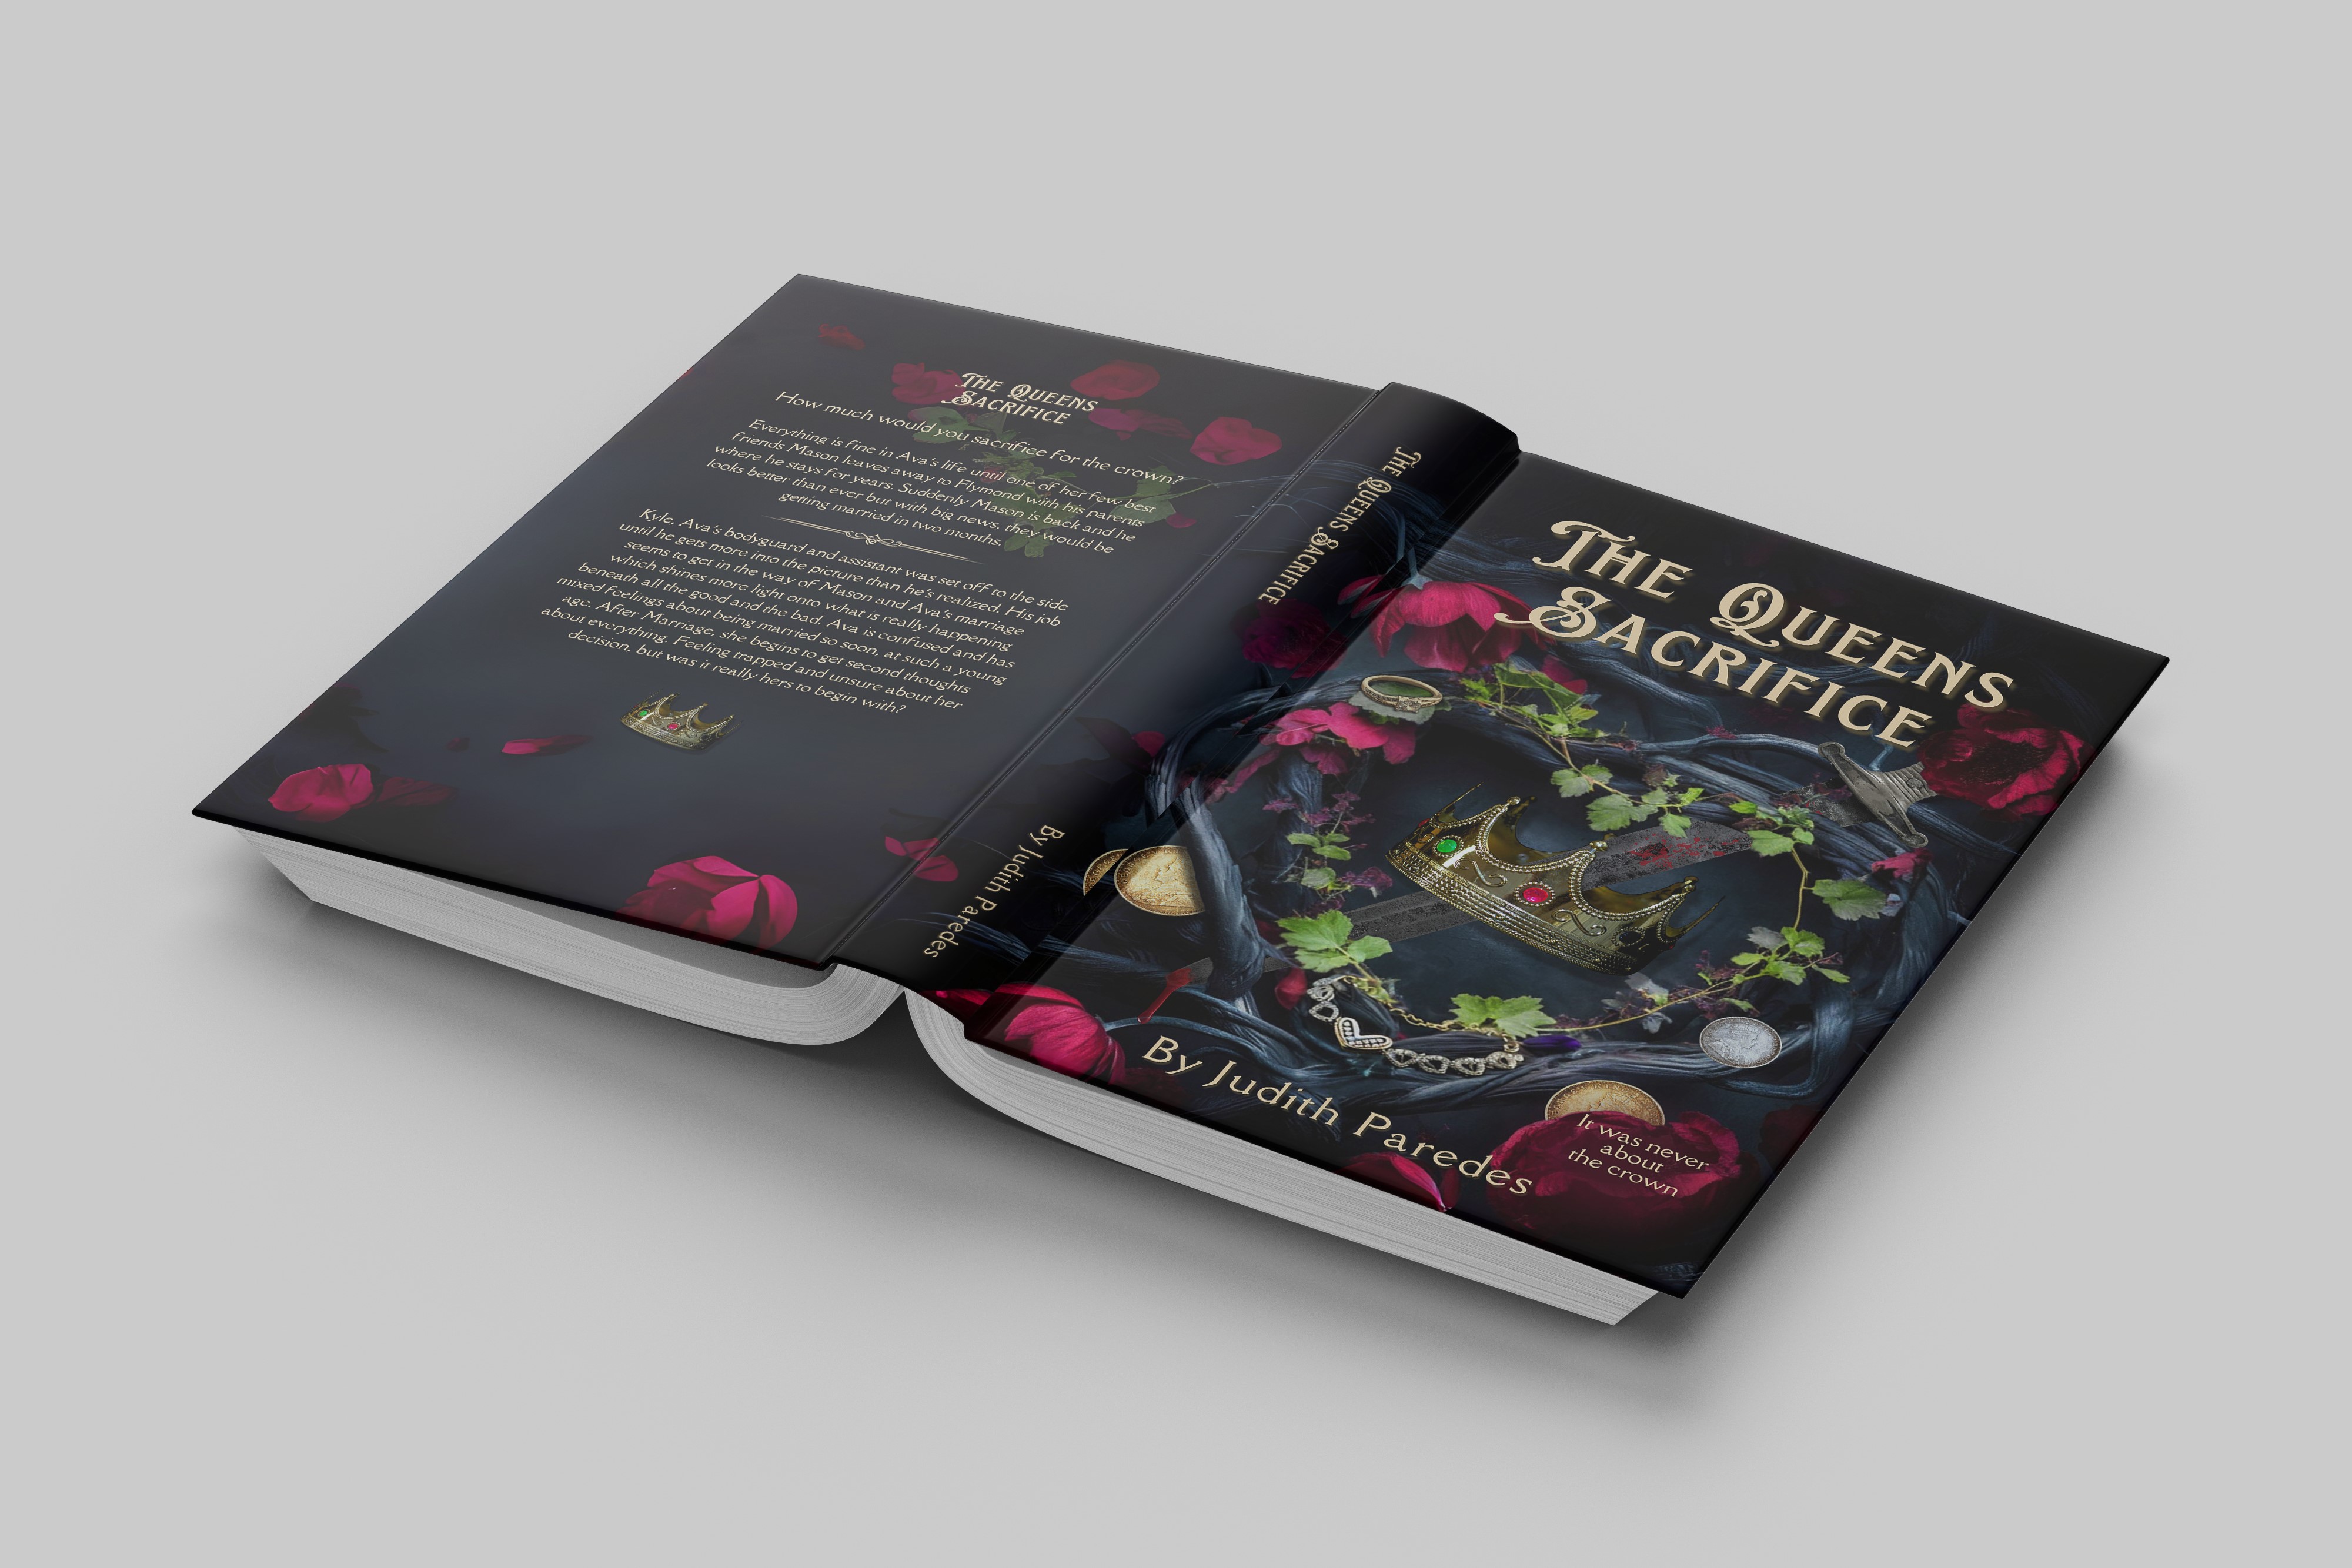 The Queens
Sacrifice
How much would you sacrifice for the crown?
Everything is fine in Ava's life until one of her few best
friends Mason leaves away to Flymond with his parents
where he stays for years. Suddenly Mason is back and he
looks better than ever but with big news, they would be
getting married in two months.
Kyle, Ava's bodyguard and assistant was set off to the side
until he gets more into the picture than he's realized. His job
seems to get in the way of Mason and Ava's marriage
which shines more light onto what is really happening
beneath all the good and the bad. Ava is confused and has
mixed feelings about being married so soon, at such a young
age. After Marriage, she begins to get second thoughts
about everything. Feeling trapped and unsure about her
decision, but was it really hers to begin with?
The Queens Sacrifice
By Judith Paredes
The Queens
Sacrifice
By Judith Paredes
It was never
about
the crown